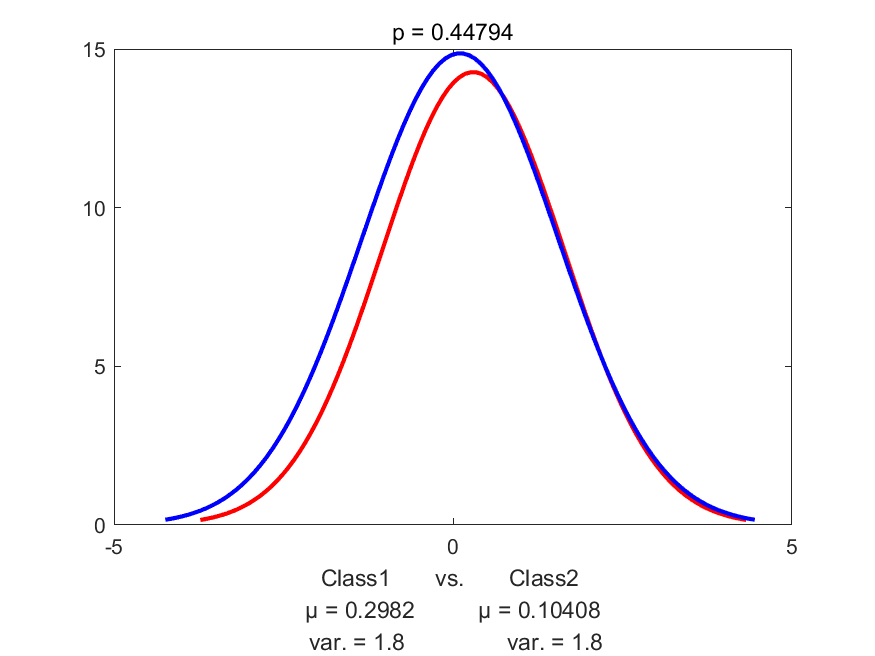 p = 0.44794
15
10
5
0
-5 0 5
Class1 vs. Class2
μ = 0.2982 μ = 0.10408
var. = 1.8 var. = 1.8